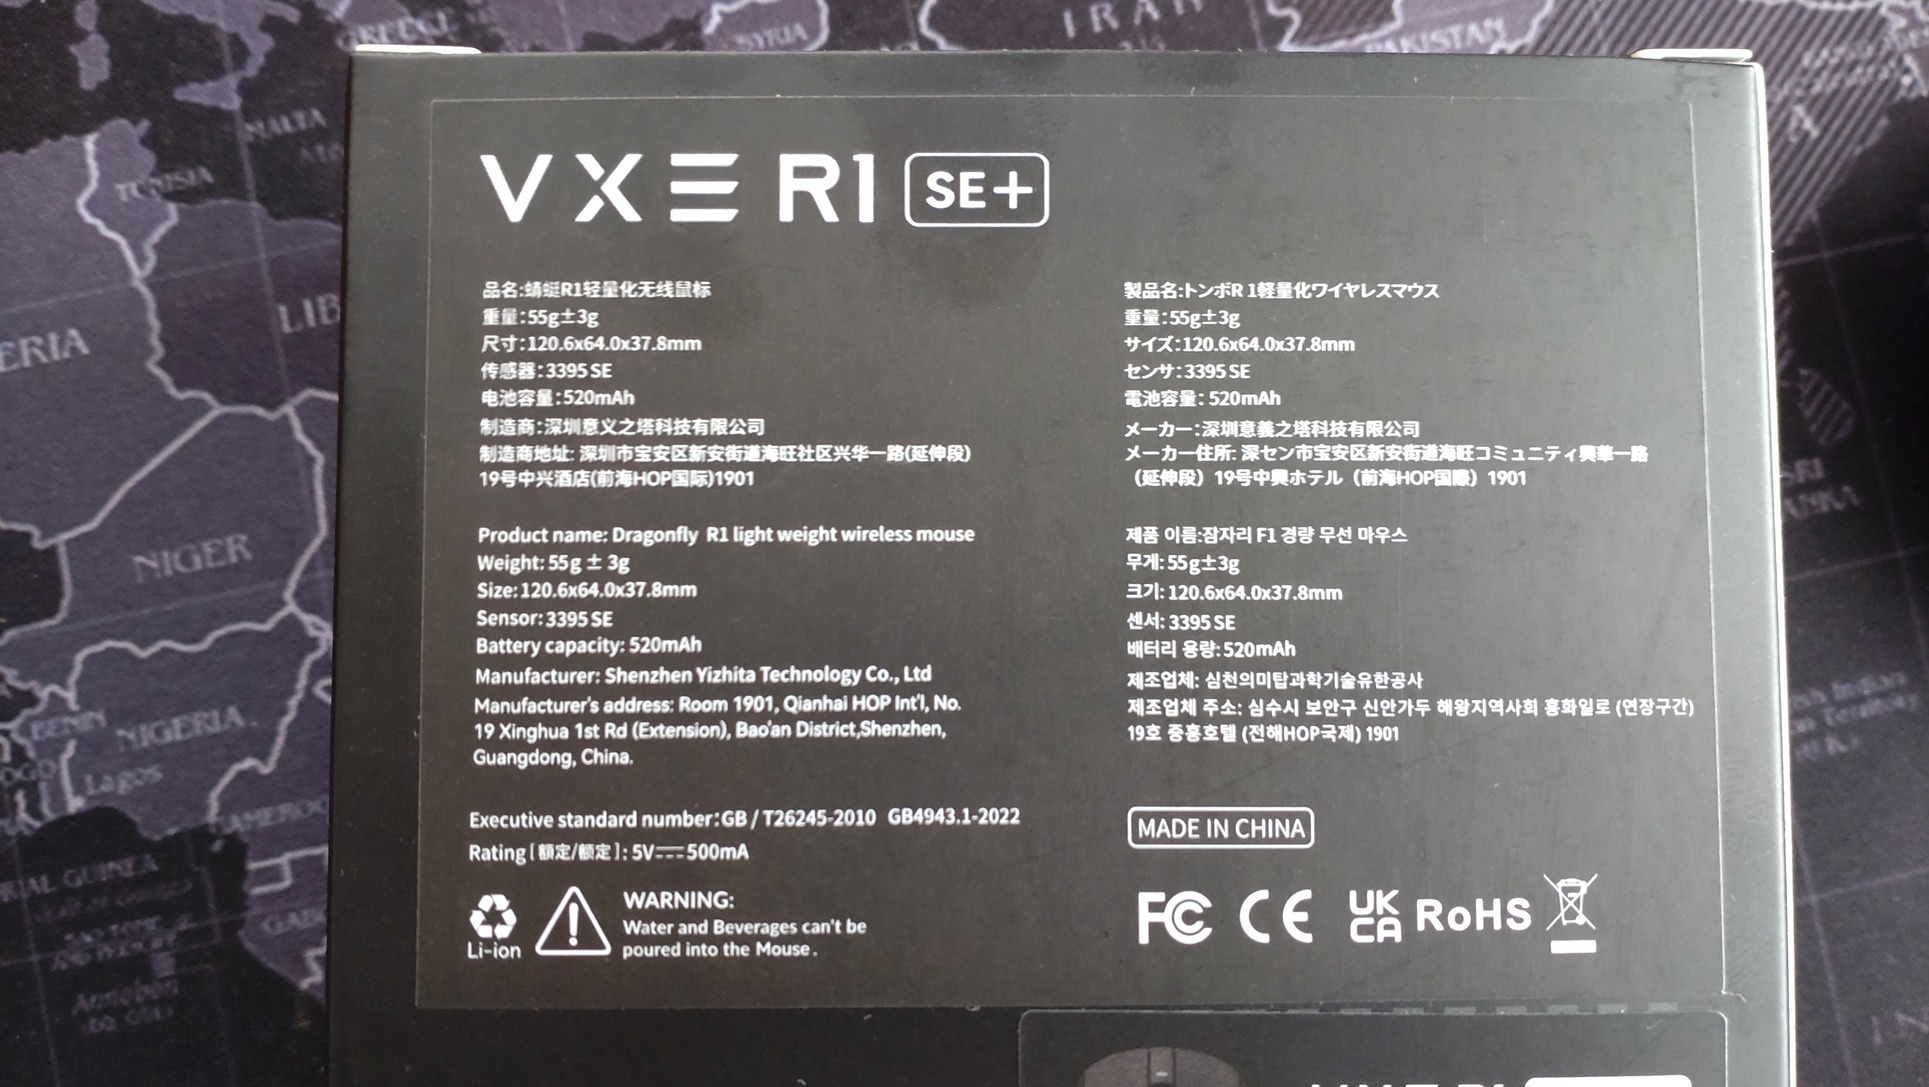 VXE R1 SE+
品名:蜻蜓R1轻量化无线鼠标
重量:55g±3g
尺寸:120.6x64.0x37.8mm
传感器:3395 SE
电池容量:520mAh
制造商:深圳意义之塔科技有限公司
制造商地址: 深圳市宝安区新安街道海旺社区兴华一路(延伸段)
19号中兴酒店(前海HOP国际)1901
製品名:トンボR 1軽量化ワイヤレスマウス
重量:55g±3g
サイズ:120.6x64.0x37.8mm
センサ:3395 SE
電池容量: 520mAh
メーカー:深圳意義之塔科技有限公司
メーカー住所: 深セン市宝安区新安街道海旺コミュニティ興華一路
(延伸段) 19号中興ホテル (前海HOP国際) 1901
Product name: Dragonfly R1 light weight wireless mouse
Weight: 55g ± 3g
Size: 120.6x64.0x37.8mm
Sensor: 3395 SE
Battery capacity: 520mAh
Manufacturer: Shenzhen Yizhita Technology Co., Ltd
Manufacturer's address: Room 1901, Qianhai HOP Int'l, No.
19 Xinghua 1st Rd (Extension), Bao'an District,Shenzhen,
Guangdong, China.
제품 이름:잠자리 F1 경량 무선 마우스
무게: 55g±3g
크기: 120.6x64.0x37.8mm
센서: 3395 SE
배터리 용량: 520mAh
제조업체: 심천의미탑과학기술유한공사
제조업체 주소: 심수시 보안구 신안가두 해왕지역사회 흥화일로 (연장구간)
19호 중흥호텔 (전해HOP국제) 1901
Executive standard number:GB / T26245-2010 GB4943.1-2022
Rating [額定/额定]: 5V⎓500mA
Li-ion
WARNING:
Water and Beverages can't be
poured into the Mouse.
MADE IN CHINA
FC CE UK CA RoHS
GREECE
SYRIA
IRAN
PAKISTAN
MALTA
TUNISIA
LIB
ERIA
NIGER
NIGERIA
BENIN
Lagos
CAMEROO
Annobon